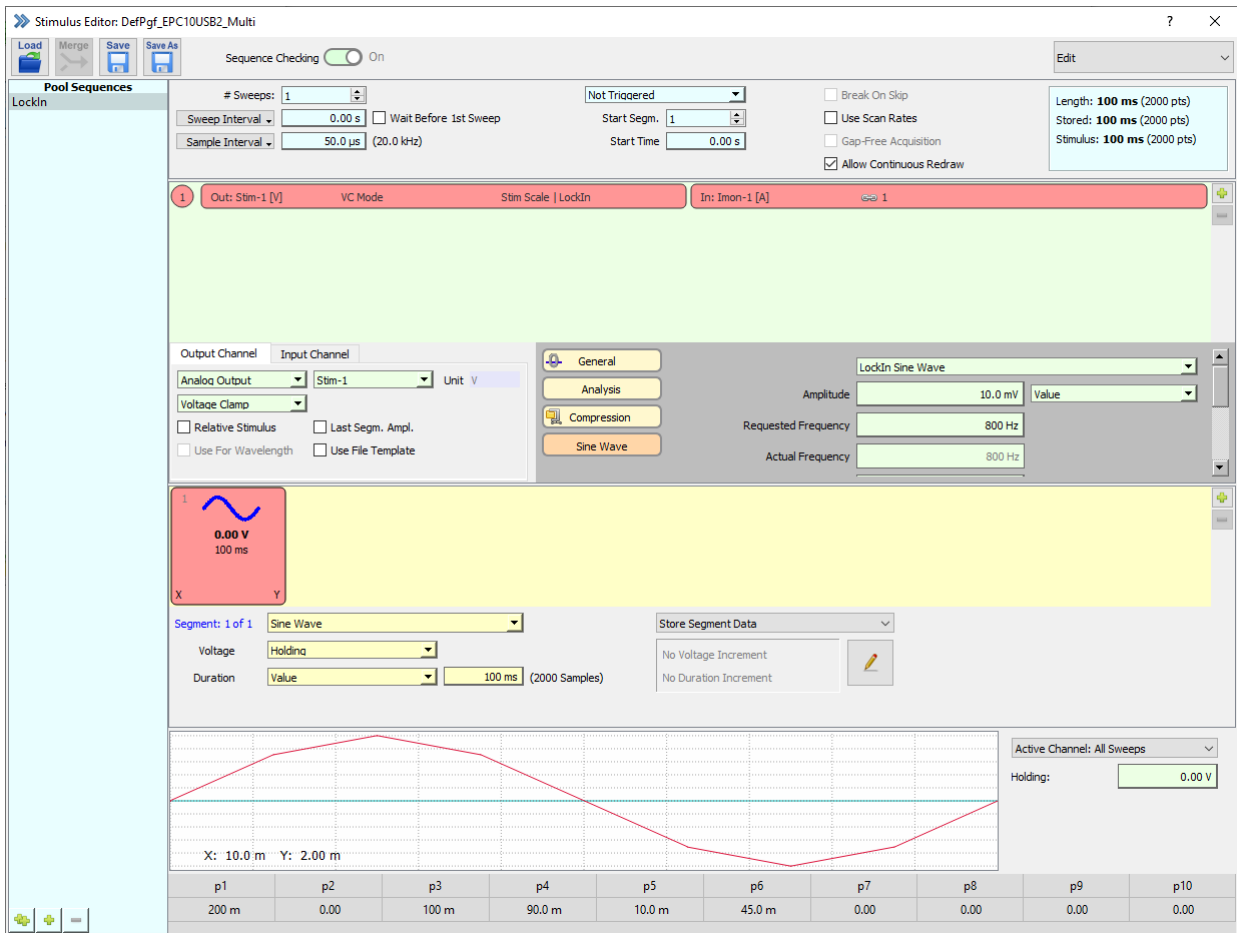 Stimulus Editor: DefPgf_EPC10USB2_Multi
Load Merge Save Save As
Sequence Checking On
Edit
Pool Sequences
LockIn
# Sweeps: 1
Not Triggered
Break On Skip
Length: 100 ms (2000 pts)
Sweep Interval 0.00 s Wait Before 1st Sweep
Start Segm. 1
Use Scan Rates
Stored: 100 ms (2000 pts)
Sample Interval 50.0 µs (20.0 kHz)
Start Time 0.00 s
Gap-Free Acquisition
Stimulus: 100 ms (2000 pts)
Allow Continuous Redraw
1 Out: Stim-1 [V] VC Mode Stim Scale | LockIn In: Imon-1 [A] 1
Output Channel Input Channel
Analog Output Stim-1 Unit V
Voltage Clamp
Relative Stimulus Last Segm. Ampl.
Use For Wavelength Use File Template
General
Analysis
Compression
Sine Wave
LockIn Sine Wave
Amplitude 10.0 mV Value
Requested Frequency 800 Hz
Actual Frequency 800 Hz
1
0.00 V
100 ms
X Y
Segment: 1 of 1 Sine Wave
Store Segment Data
Voltage Holding
No Voltage Increment
Duration Value 100 ms (2000 Samples)
No Duration Increment
Active Channel: All Sweeps
Holding: 0.00 V
X: 10.0 m Y: 2.00 m
p1 p2 p3 p4 p5 p6 p7 p8 p9 p10
200 m 0.00 100 m 90.0 m 10.0 m 45.0 m 0.00 0.00 0.00 0.00